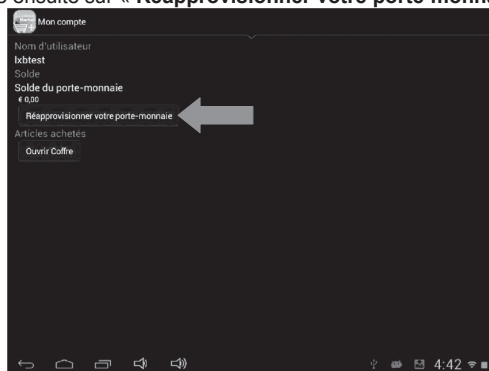 ensuite sur « Réapprovisionner votre porte-monnaie
Mon compte
Nom d'utilisateur
lxbtest
Solde
Solde du porte-monnaie
€ 0,00
Réapprovisionner votre porte-monnaie
Articles achetés
Ouvrir Coffre
4:42